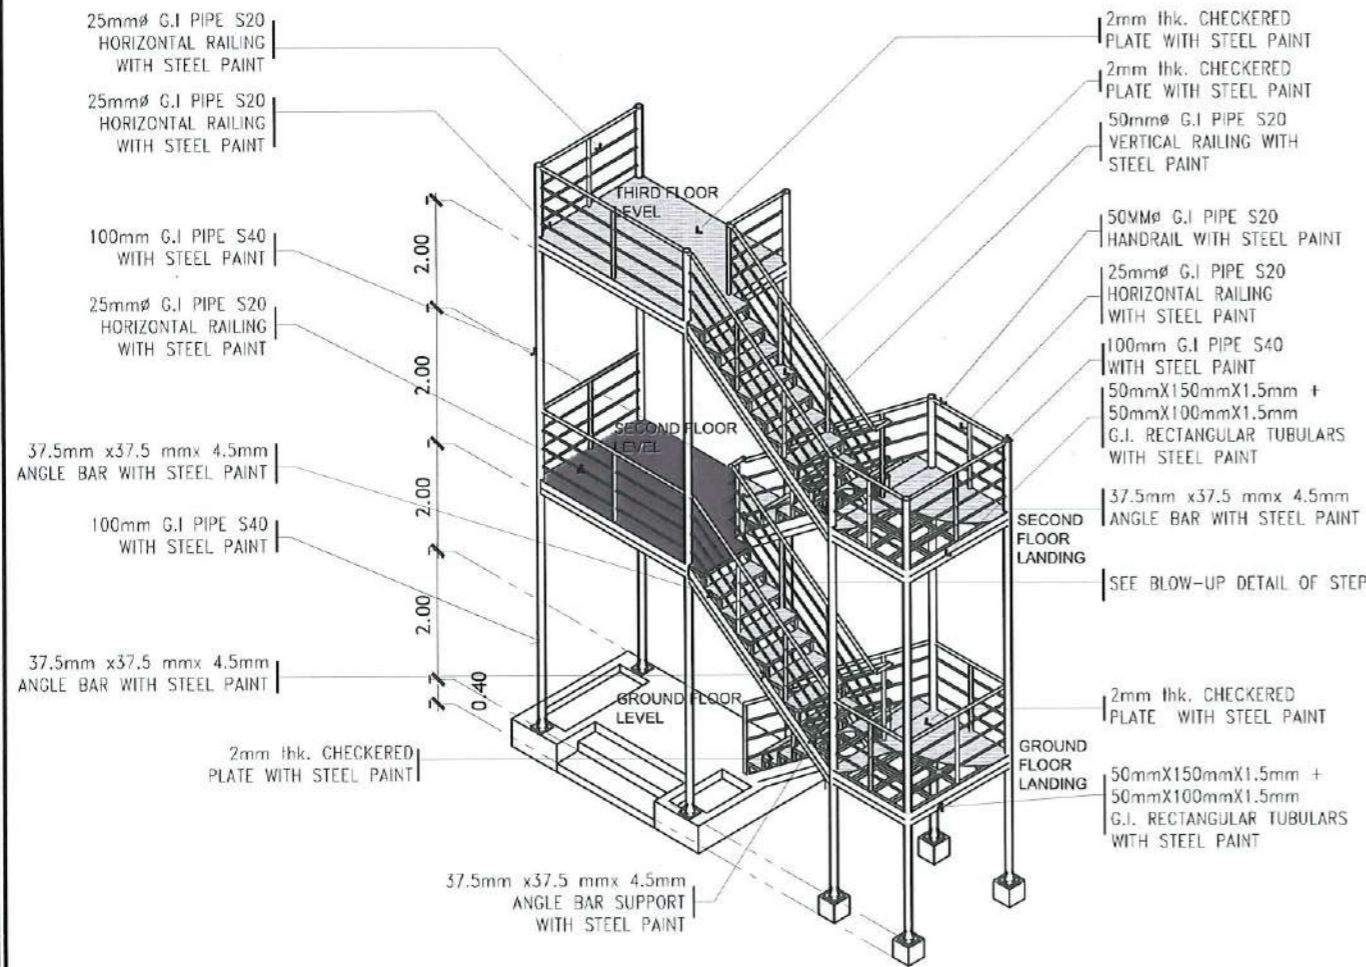 25mmø G.I PIPE S20
HORIZONTAL RAILING
WITH STEEL PAINT
25mmø G.I PIPE S20
HORIZONTAL RAILING
WITH STEEL PAINT
100mm G.I PIPE S40
WITH STEEL PAINT
25mmø G.I PIPE S20
HORIZONTAL RAILING
WITH STEEL PAINT
37.5mm x37.5 mmx 4.5mm
ANGLE BAR WITH STEEL PAINT
100mm G.I PIPE S40
WITH STEEL PAINT
37.5mm x37.5 mmx 4.5mm
ANGLE BAR WITH STEEL PAINT
2mm thk. CHECKERED
PLATE WITH STEEL PAINT
37.5mm x37.5 mmx 4.5mm
ANGLE BAR SUPPORT
WITH STEEL PAINT
2.00
2.00
2.00
2.00
0.40
THIRD FLOOR
LEVEL
SECOND FLOOR
LEVEL
GROUND FLOOR
LEVEL
SECOND
FLOOR
LANDING
GROUND
FLOOR
LANDING
2mm thk. CHECKERED
PLATE WITH STEEL PAINT
2mm thk. CHECKERED
PLATE WITH STEEL PAINT
50mmø G.I PIPE S20
VERTICAL RAILING WITH
STEEL PAINT
50MMø G.I PIPE S20
HANDRAIL WITH STEEL PAINT
25mmø G.I PIPE S20
HORIZONTAL RAILING
WITH STEEL PAINT
100mm G.I PIPE S40
WITH STEEL PAINT
50mmX150mmX1.5mm +
50mmX100mmX1.5mm
G.I. RECTANGULAR TUBULARS
WITH STEEL PAINT
37.5mm x37.5 mmx 4.5mm
ANGLE BAR WITH STEEL PAINT
SEE BLOW-UP DETAIL OF STEP
2mm thk. CHECKERED
PLATE WITH STEEL PAINT
50mmX150mmX1.5mm +
50mmX100mmX1.5mm
G.I. RECTANGULAR TUBULARS
WITH STEEL PAINT